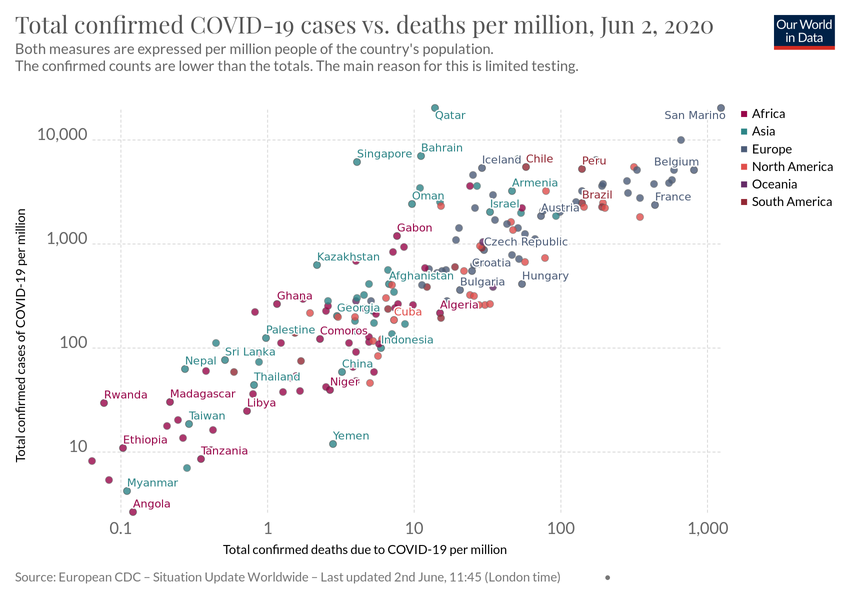 Total confirmed COVID-19 cases vs. deaths per million, Jun 2, 2020
Both measures are expressed per million people of the country's population.
The confirmed counts are lower than the totals. The main reason for this is limited testing.
Our World
in Data
Total confirmed cases of COVID-19 per million
10,000
1,000
100
10
Qatar
San Marino
Singapore
Bahrain
Iceland
Chile
Peru
Belgium
Oman
Armenia
Israel
Austria
Brazil
France
Gabon
Czech Republic
Kazakhstan
Croatia
Afghanistan
Bulgaria
Hungary
Ghana
Georgia
Cuba
Algeria
Palestine
Comoros
Indonesia
Nepal
Sri Lanka
China
Thailand
Niger
Rwanda
Madagascar
Libya
Taiwan
Ethiopia
Tanzania
Yemen
Myanmar
Angola
0.1
1
10
100
1,000
Total confirmed deaths due to COVID-19 per million
Africa
Asia
Europe
North America
Oceania
South America
Source: European CDC – Situation Update Worldwide – Last updated 2nd June, 11:45 (London time)